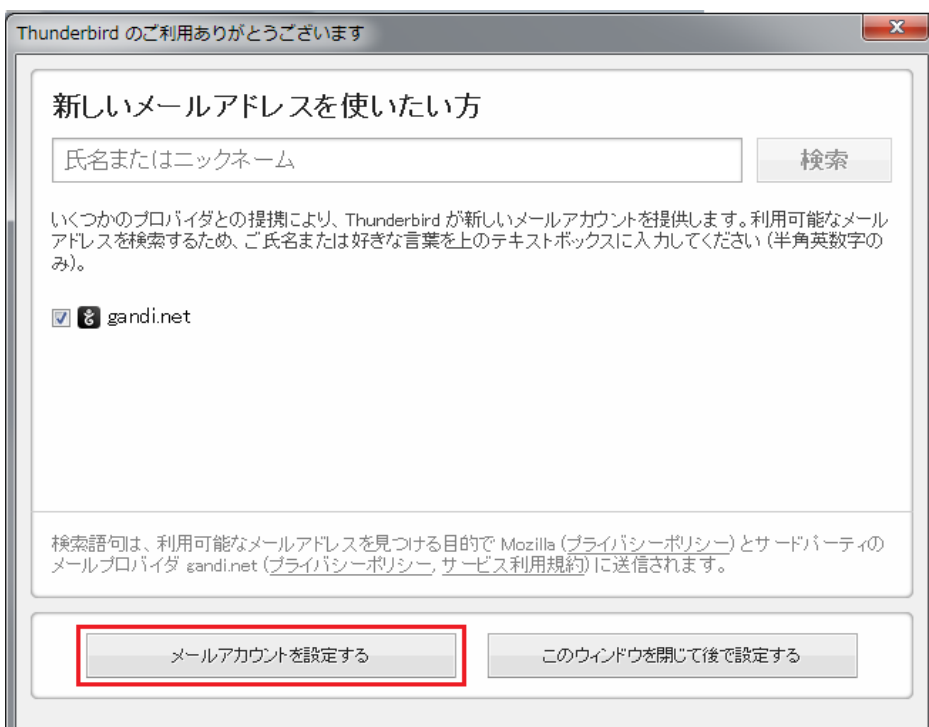 Thunderbird のご利用ありがとうございます
新しいメールアドレスを使いたい方
氏名またはニックネーム
検索
いくつかのプロバイダとの提携により、Thunderbird が新しいメールアカウントを提供します。利用可能なメール
アドレスを検索するため、ご氏名または好きな言葉を上のテキストボックスに入力してください (半角英数字の
み)。
gandi.net
検索語句は、利用可能なメールアドレスを見つける目的で Mozilla (プライバシーポリシー) とサードパーティの
メールプロバイダ gandi.net (プライバシーポリシー, サービス利用規約) に送信されます。
メールアカウントを設定する
このウィンドウを閉じて後で設定する